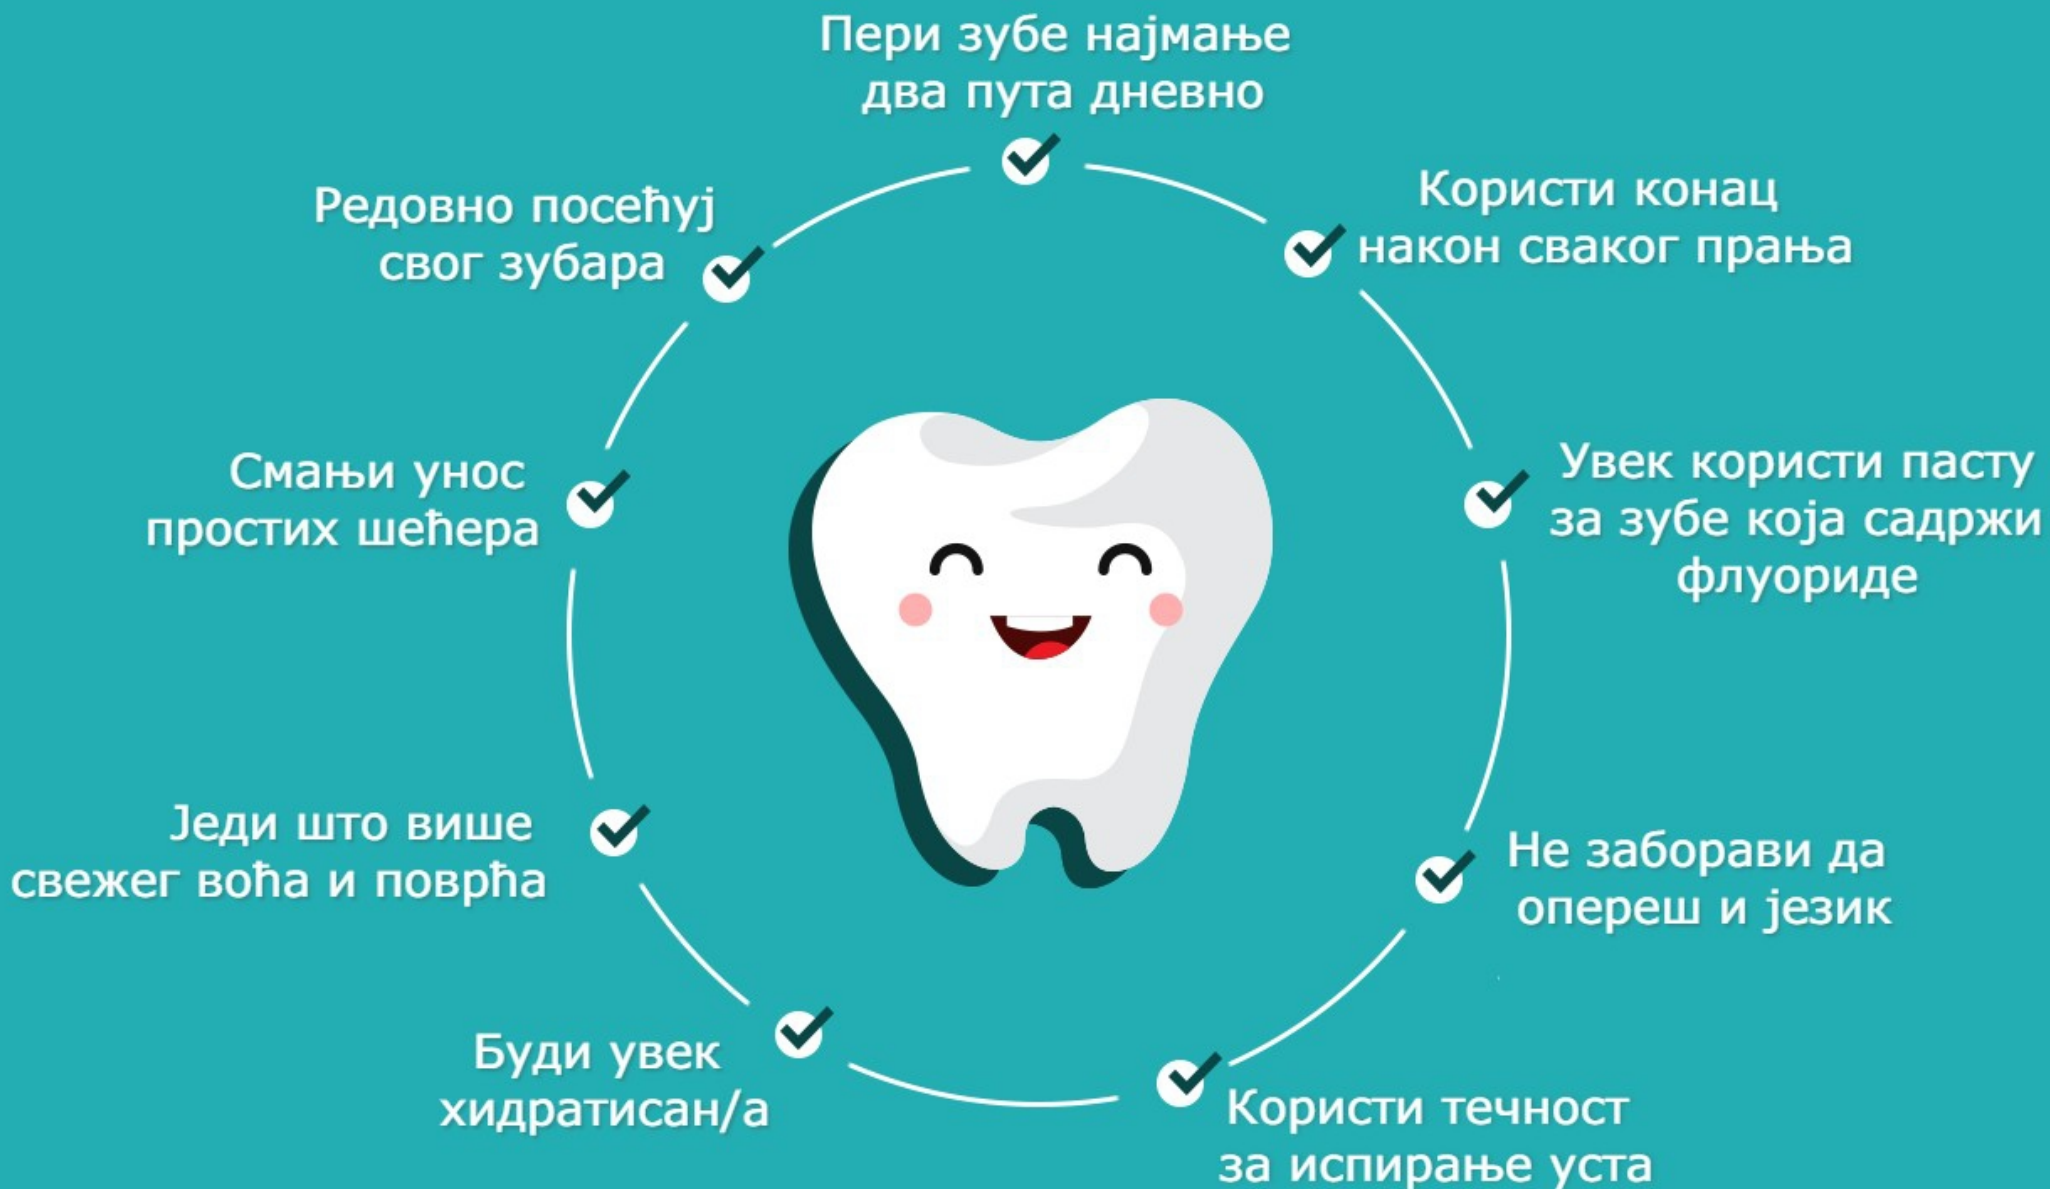 Пери зубе најмање
два пута дневно
Користи конац
након сваког прања
Увек користи пасту
за зубе која садржи
флуориде
Не заборави да
опереш и језик
Користи течност
за испирање уста
Буди увек
хидратисан/а
Једи што више
свежег воћа и поврћа
Смањи унос
простих шећера
Редовно посећуј
свог зубара